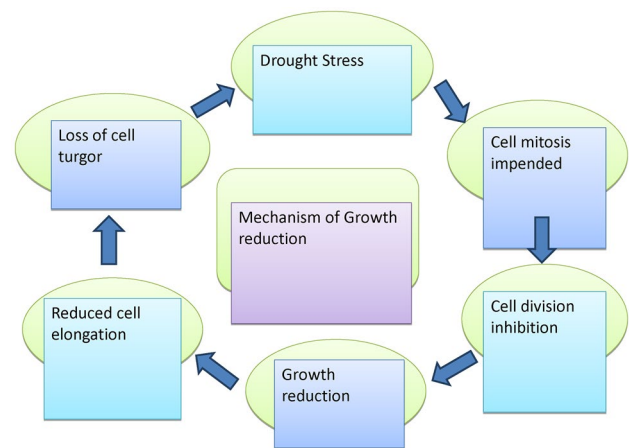 Drought Stress
Cell mitosis
impended
Cell division
inhibition
Growth
reduction
Reduced cell
elongation
Loss of cell
turgor
Mechanism of Growth
reduction